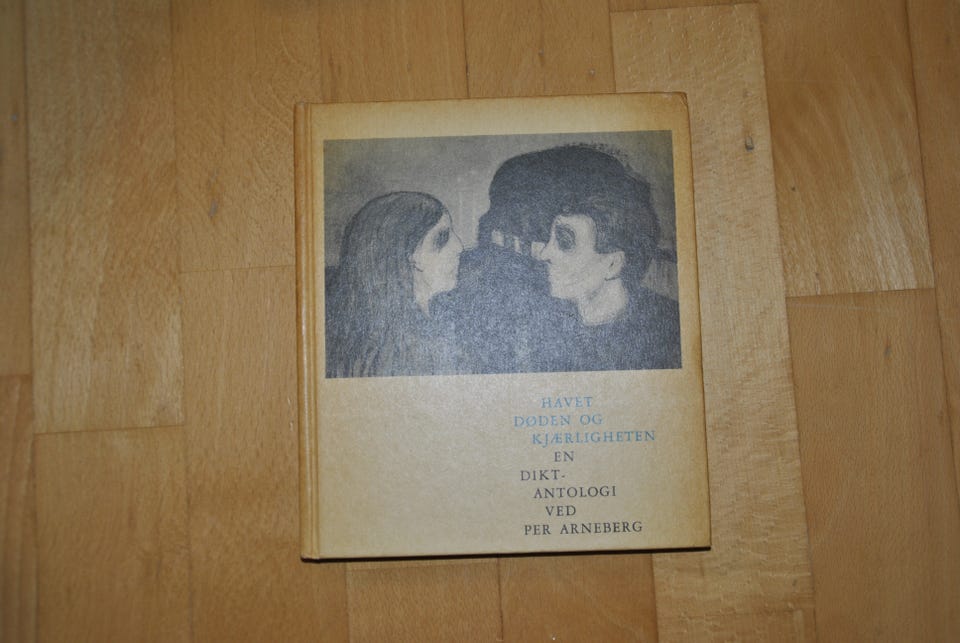 HAVET
DØDEN OG
KJÆRLIGHETEN
EN
DIKT-
ANTOLOGI
VED
PER ARNEBERG